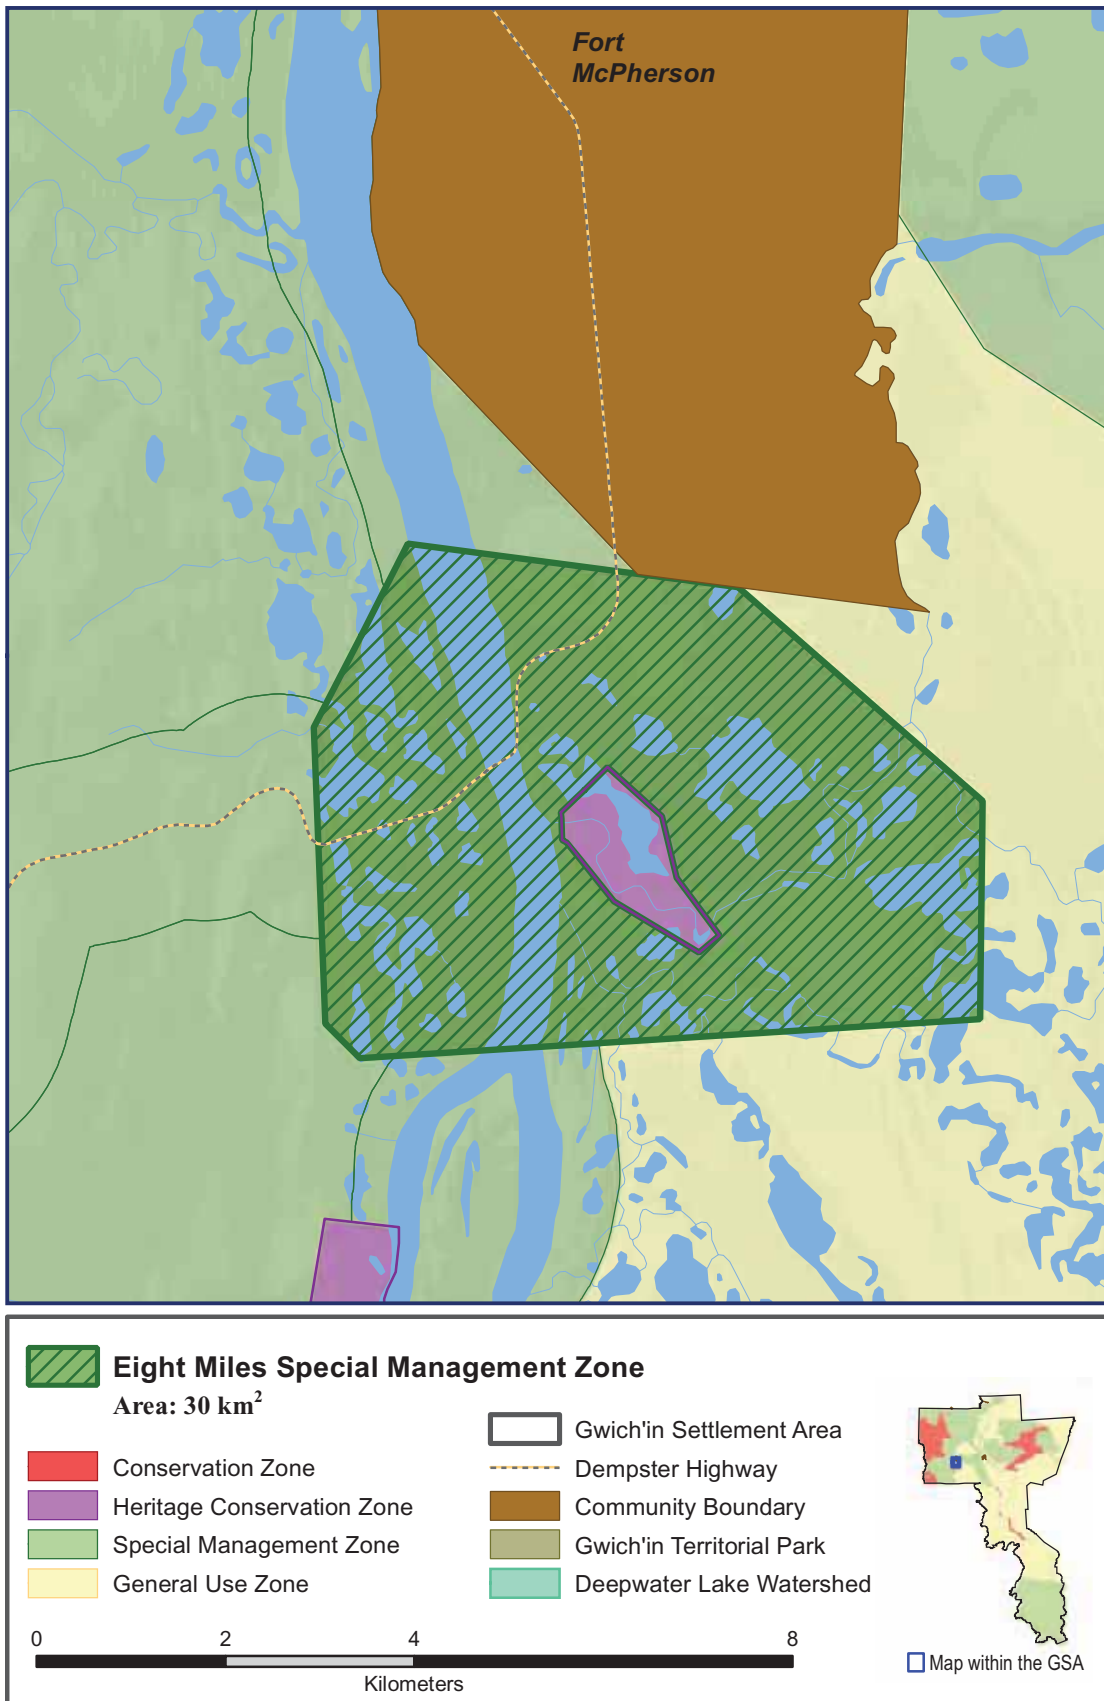 Fort
McPherson
Eight Miles Special Management Zone
Area: 30 km²
Conservation Zone
Heritage Conservation Zone
Special Management Zone
General Use Zone
Gwich'in Settlement Area
Dempster Highway
Community Boundary
Gwich'in Territorial Park
Deepwater Lake Watershed
0 2 4 8
Kilometers
Map within the GSA